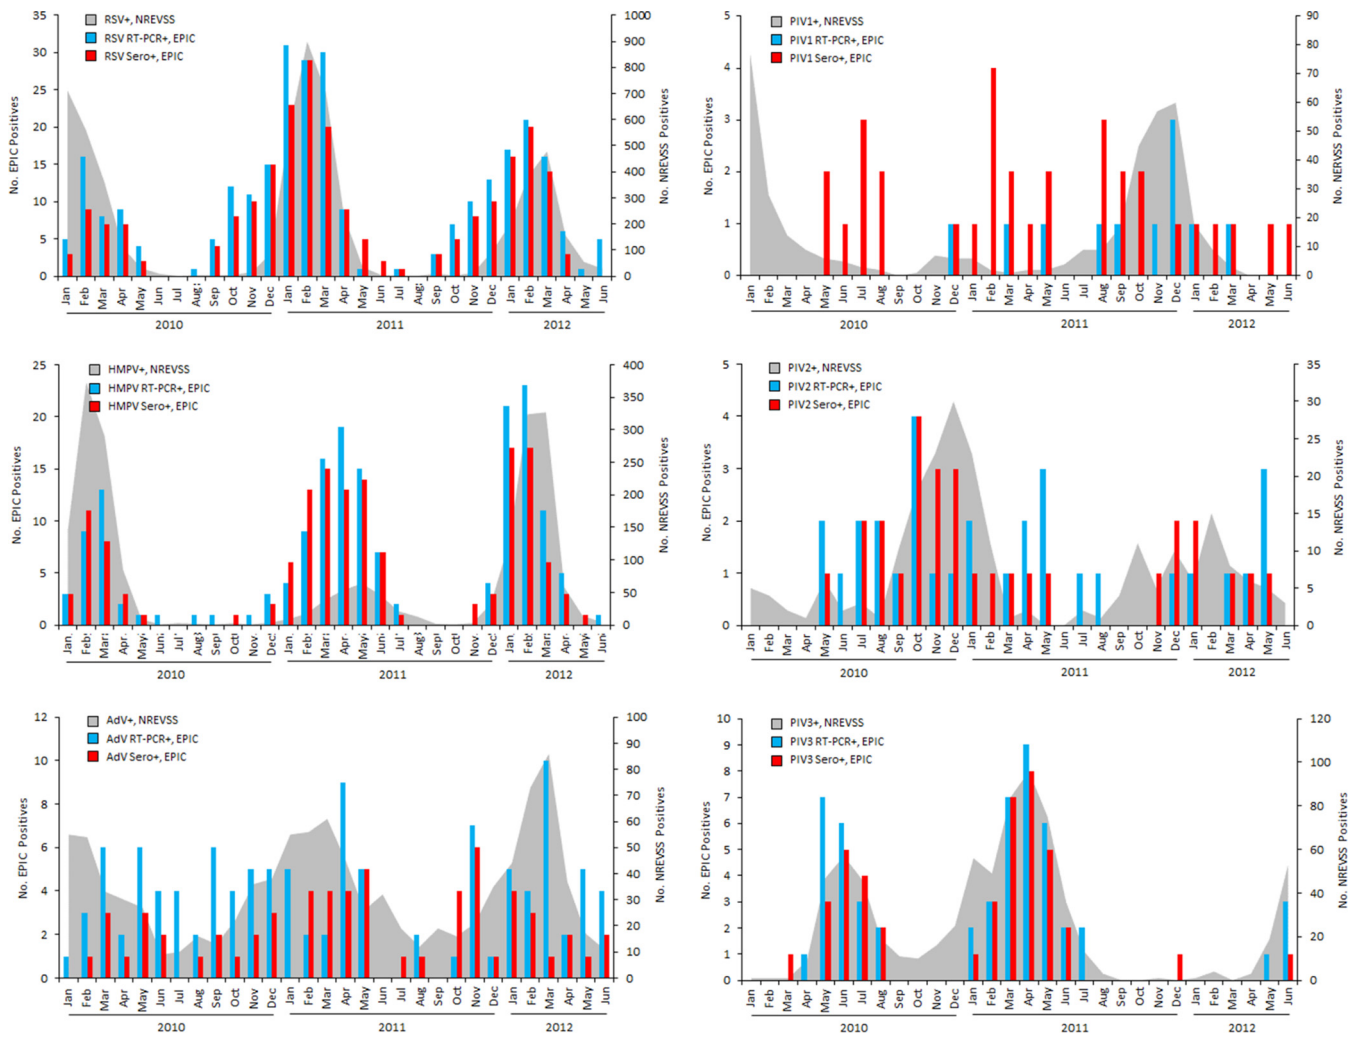 RSV+, NREVSS
RSV RT-PCR+, EPIC
RSV Sero+, EPIC
No. EPIC Positives
35
30
25
20
15
10
5
0
1000
900
800
700
600
500
400
300
200
100
0
No. NREVSS Positives
Jan Feb Mar Apr May Jun Jul Aug Sep Oct Nov Dec Jan Feb Mar Apr May Jun Jul Aug Sep Oct Nov Dec Jan Feb Mar Apr May Jun
2010 2011 2012
PIV1+, NREVSS
PIV1 RT-PCR+, EPIC
PIV1 Sero+, EPIC
No. EPIC Positives
5
4
3
2
1
0
90
80
70
60
50
40
30
20
10
0
No. NERVSS Positives
Jan Feb Mar Apr May Jun Jul Aug Sep Oct Nov Dec Jan Feb Mar Apr May Jun Jul Aug Sep Oct Nov Dec Jan Feb Mar Apr May Jun
2010 2011 2012
HMPV+, NREVSS
HMPV RT-PCR+, EPIC
HMPV Sero+, EPIC
No. EPIC Positives
25
20
15
10
5
0
400
350
300
250
200
150
100
50
0
No. NREVSS Positives
Jan Feb Mar Apr May Jun Jul Aug Sep Oct Nov Dec Jan Feb Mar Apr May Jun Jul Aug Sep Oct Nov Dec Jan Feb Mar Apr May Jun
2010 2011 2012
PIV2+, NREVSS
PIV2 RT-PCR+, EPIC
PIV2 Sero+, EPIC
No. EPIC Positives
5
4
3
2
1
0
35
30
25
20
15
10
5
0
No. NREVSS Positives
Jan Feb Mar Apr May Jun Jul Aug Sep Oct Nov Dec Jan Feb Mar Apr May Jun Jul Aug Sep Oct Nov Dec Jan Feb Mar Apr May Jun
2010 2011 2012
AdV+, NREVSS
AdV RT-PCR+, EPIC
AdV Sero+, EPIC
No. EPIC Positives
12
10
8
6
4
2
0
100
90
80
70
60
50
40
30
20
10
0
No. NREVSS Positives
Jan Feb Mar Apr May Jun Jul Aug Sep Oct Nov Dec Jan Feb Mar Apr May Jun Jul Aug Sep Oct Nov Dec Jan Feb Mar Apr May Jun
2010 2011 2012
PIV3+, NREVSS
PIV3 RT-PCR+, EPIC
PIV3 Sero+, EPIC
No. EPIC Positives
10
9
8
7
6
5
4
3
2
1
0
120
100
80
60
40
20
0
No. NREVSS Positives
Jan Feb Mar Apr May Jun Jul Aug Sep Oct Nov Dec Jan Feb Mar Apr May Jun Jul Aug Sep Oct Nov Dec Jan Feb Mar Apr May Jun
2010 2011 2012